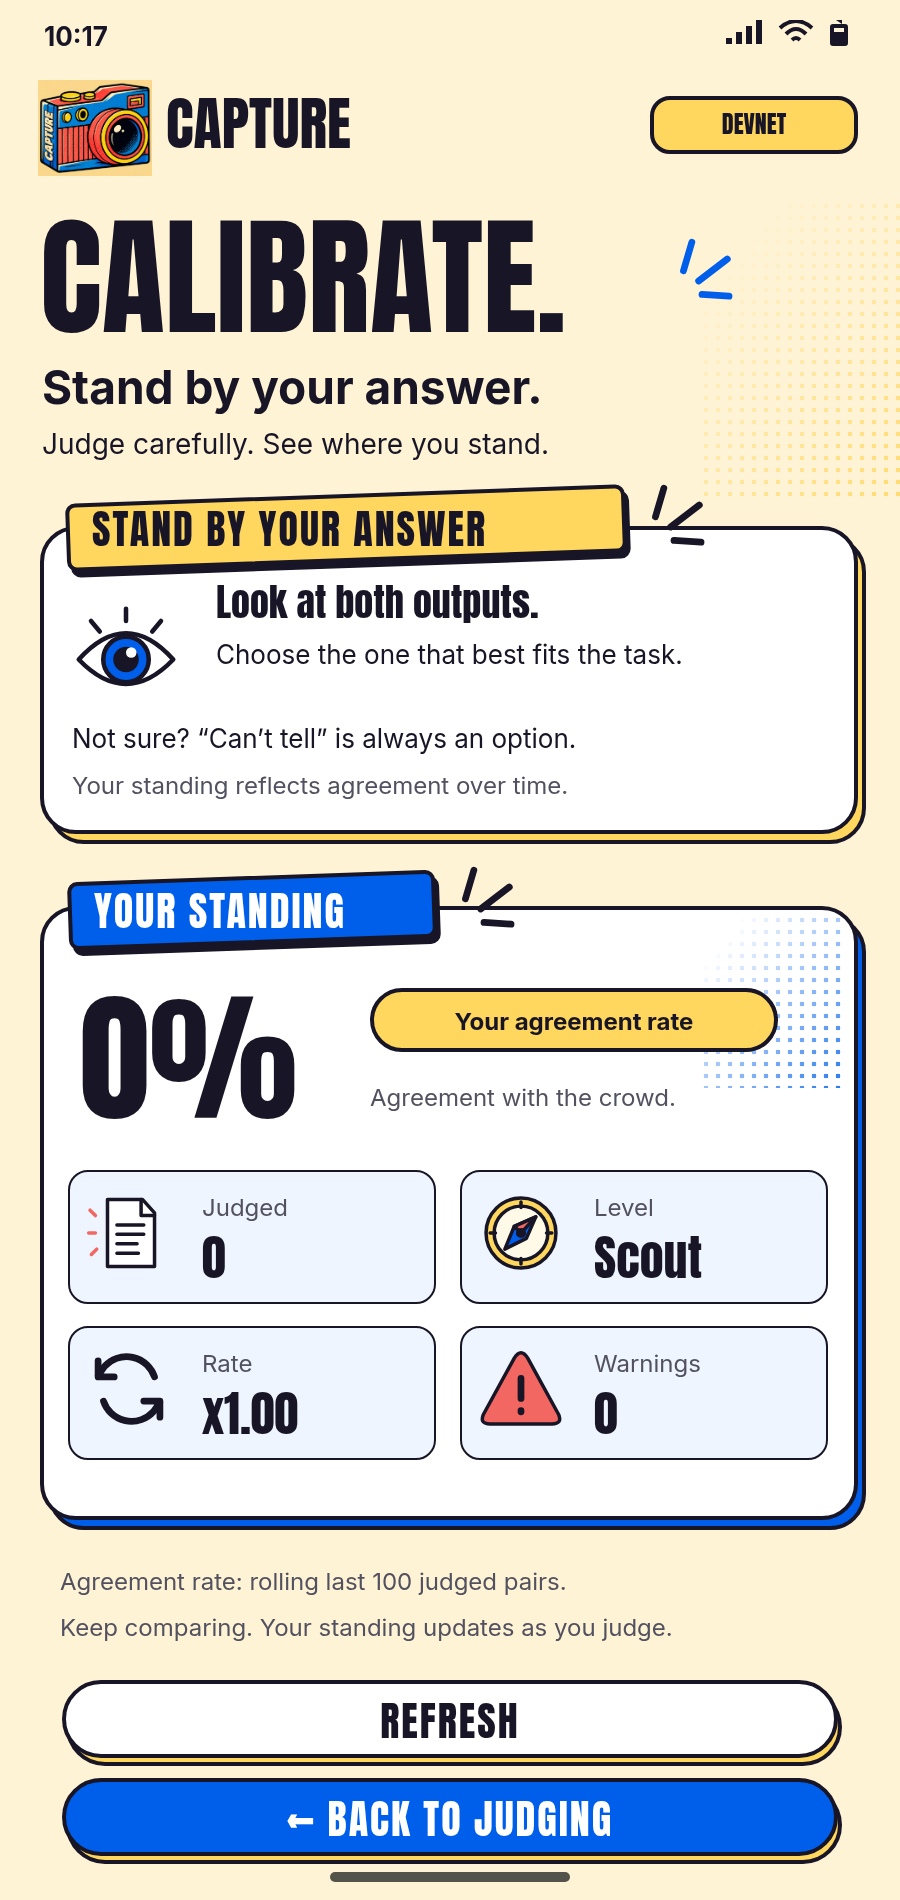 10:17
CAPTURE
CAPTURE
DEVNET
CALIBRATE.
Stand by your answer.
Judge carefully. See where you stand.
STAND BY YOUR ANSWER
Look at both outputs.
Choose the one that best fits the task.
Not sure? “Can’t tell” is always an option.
Your standing reflects agreement over time.
YOUR STANDING
0%
Your agreement rate
Agreement with the crowd.
Judged
0
Level
Scout
Rate
x1.00
Warnings
0
Agreement rate: rolling last 100 judged pairs.
Keep comparing. Your standing updates as you judge.
REFRESH
← BACK TO JUDGING